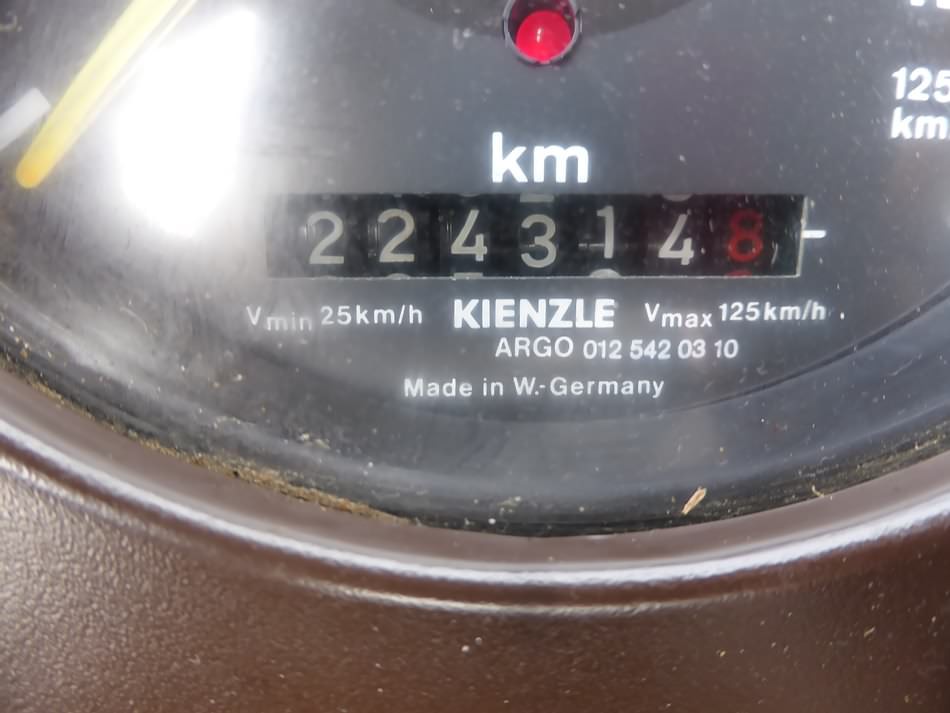 125
km
km
2243148
Vmin 25km/h KIENZLE Vmax 125km/h
ARGO 012 542 03 10
Made in W.-Germany